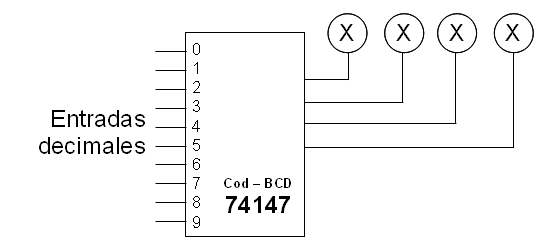 X X X X
0
1
2
3
Entradas
4
decimales
5
6
7
Cod – BCD
8
74147
9